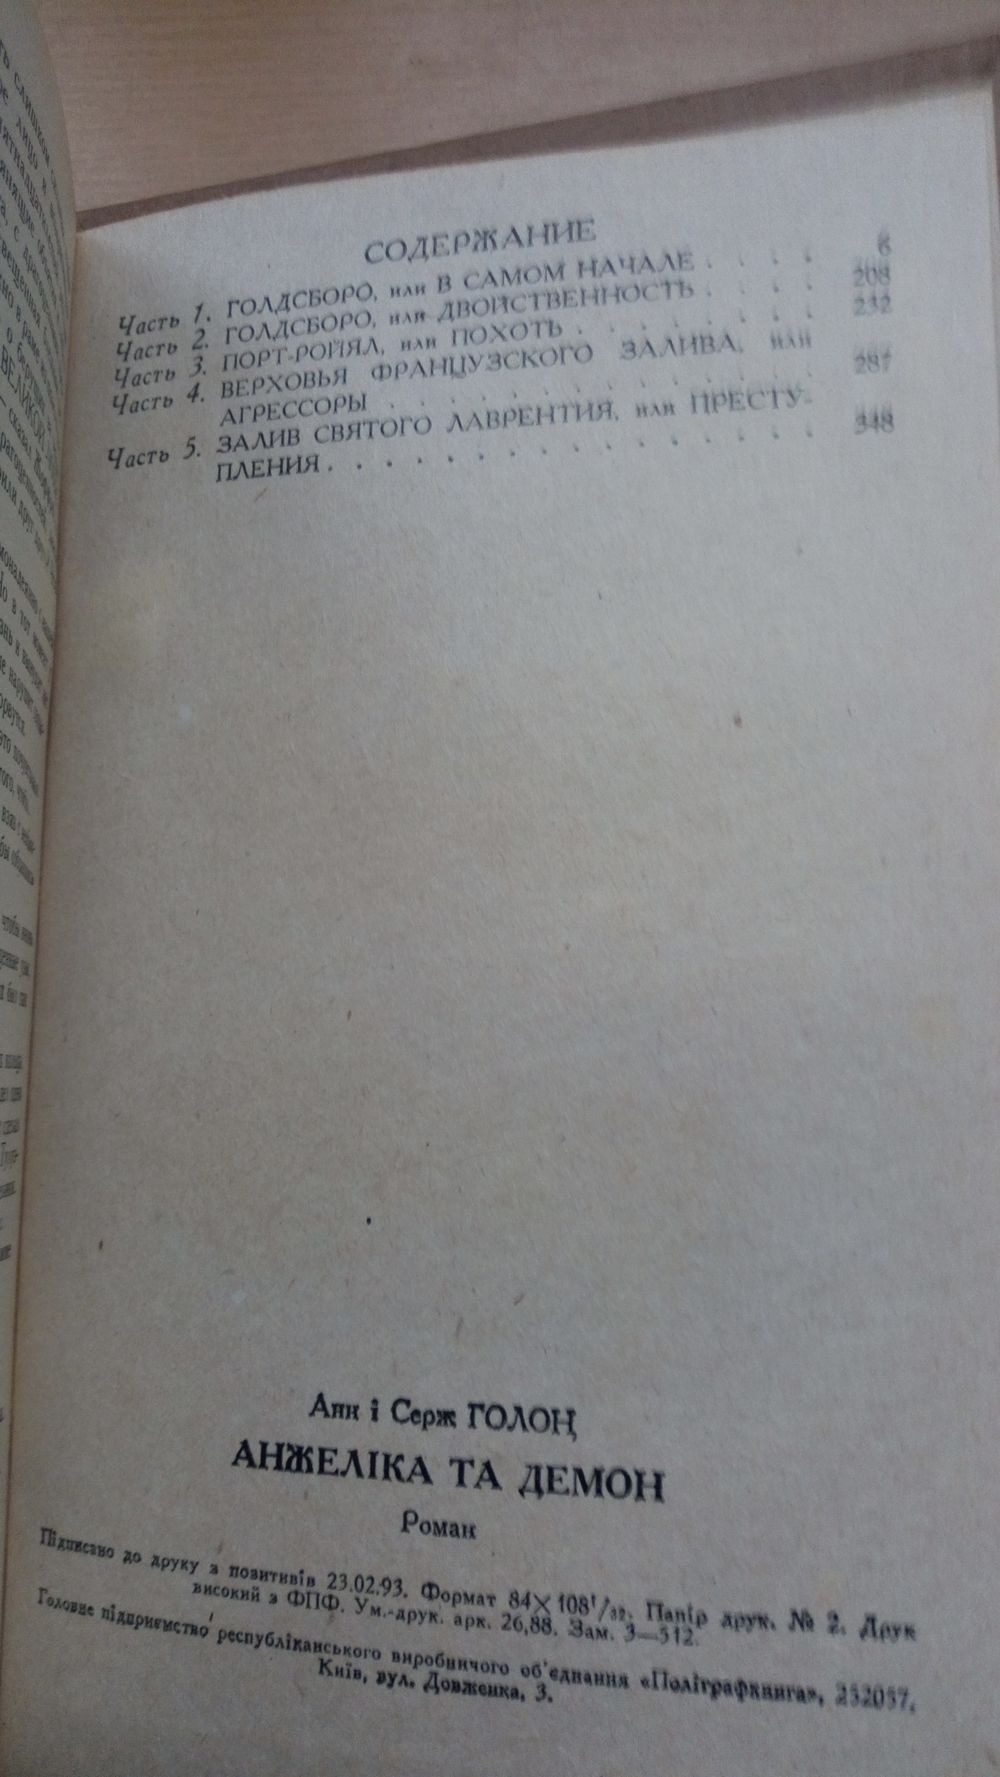 СОДЕРЖАНИЕ
Часть 1. ГОЛДСБОРО, или В САМОМ НАЧАЛЕ . . . . 6
Часть 2. ГОЛДСБОРО, или ДВОЙСТВЕННОСТЬ . . . . 208
Часть 3. ПОРТ-РОЙЯЛ, или ПОХОТЬ . . . . . . . . 232
Часть 4. ВЕРХОВЬЯ ФРАНЦУЗСКОГО ЗАЛИВА, или
АГРЕССОРЫ . . . . . . . . . . . . . . 287
Часть 5. ЗАЛИВ СВЯТОГО ЛАВРЕНТИЯ, или ПРЕСТУ-
ПЛЕНИЯ . . . . . . . . . . . . . . . . 348
Анн і Серж ГОЛОН
АНЖЕЛІКА ТА ДЕМОН
Роман
Підписано до друку з позитивів 23.02.93. Формат 84×108¹/₃₂. Папір друк. № 2. Друк
високий з ФПФ. Ум.-друк. арк. 26,88. Зам. 3—312.
Головне підприємство республіканського виробничого об'єднання «Поліграфкнига», 252057,
Київ, вул. Довженка, 3.